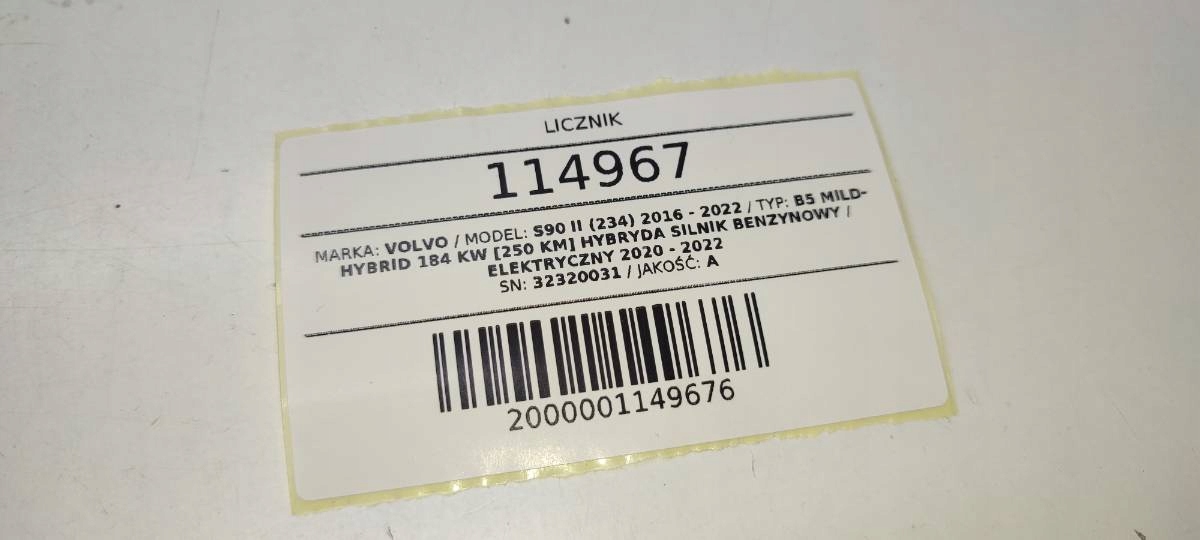 LICZNIK
114967
MARKA: VOLVO / MODEL: S90 II (234) 2016 - 2022 / TYP: B5 MILD-
HYBRID 184 KW [250 KM] HYBRYDA SILNIK BENZYNOWY /
ELEKTRYCZNY 2020 - 2022
SN: 32320031 / JAKOŚĆ: A
2000001149676